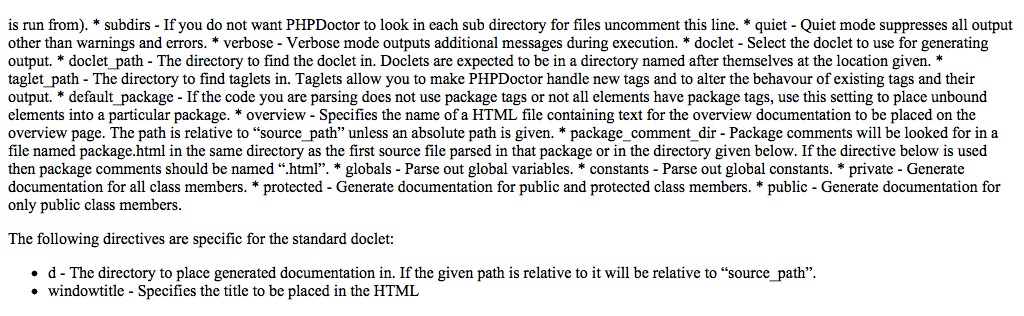 is run from). * subdirs - If you do not want PHPDoctor to look in each sub directory for files uncomment this line. * quiet - Quiet mode suppresses all output
other than warnings and errors. * verbose - Verbose mode outputs additional messages during execution. * doclet - Select the doclet to use for generating
output. * doclet_path - The directory to find the doclet in. Doclets are expected to be in a directory named after themselves at the location given. *
taglet_path - The directory to find taglets in. Taglets allow you to make PHPDoctor handle new tags and to alter the behavour of existing tags and their
output. * default_package - If the code you are parsing does not use package tags or not all elements have package tags, use this setting to place unbound
elements into a particular package. * overview - Specifies the name of a HTML file containing text for the overview documentation to be placed on the
overview page. The path is relative to “source_path” unless an absolute path is given. * package_comment_dir - Package comments will be looked for in a
file named package.html in the same directory as the first source file parsed in that package or in the directory given below. If the directive below is used
then package comments should be named “.html”. * globals - Parse out global variables. * constants - Parse out global constants. * private - Generate
documentation for all class members. * protected - Generate documentation for public and protected class members. * public - Generate documentation for
only public class members.
The following directives are specific for the standard doclet:
• d - The directory to place generated documentation in. If the given path is relative to it will be relative to “source_path”.
• windowtitle - Specifies the title to be placed in the HTML